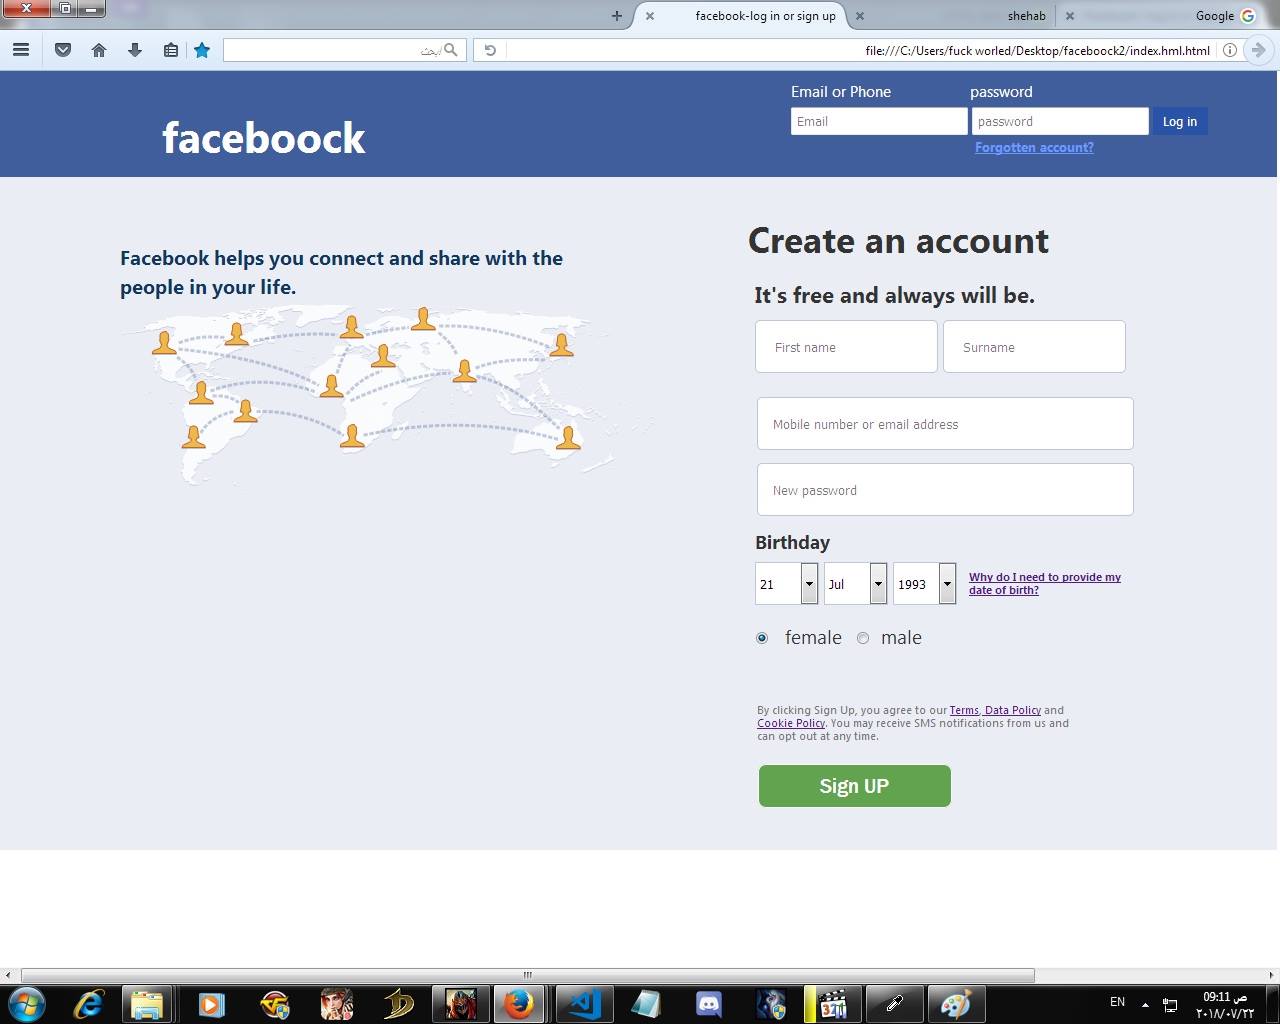 facebook-log in or sign up
shehab
Google
ابحث
file:///C:/Users/fuck worled/Desktop/faceboock2/index.hml.html
Email or Phone
password
faceboock
Email
password
Log in
Forgotten account?
Create an account
Facebook helps you connect and share with the
people in your life.
It's free and always will be.
First name
Surname
Mobile number or email address
New password
Birthday
21
Jul
1993
Why do I need to provide my
date of birth?
female
male
By clicking Sign Up, you agree to our Terms, Data Policy and
Cookie Policy. You may receive SMS notifications from us and
can opt out at any time.
Sign UP
EN
09:11 ص
٢٠١٨/٠٧/٢٣